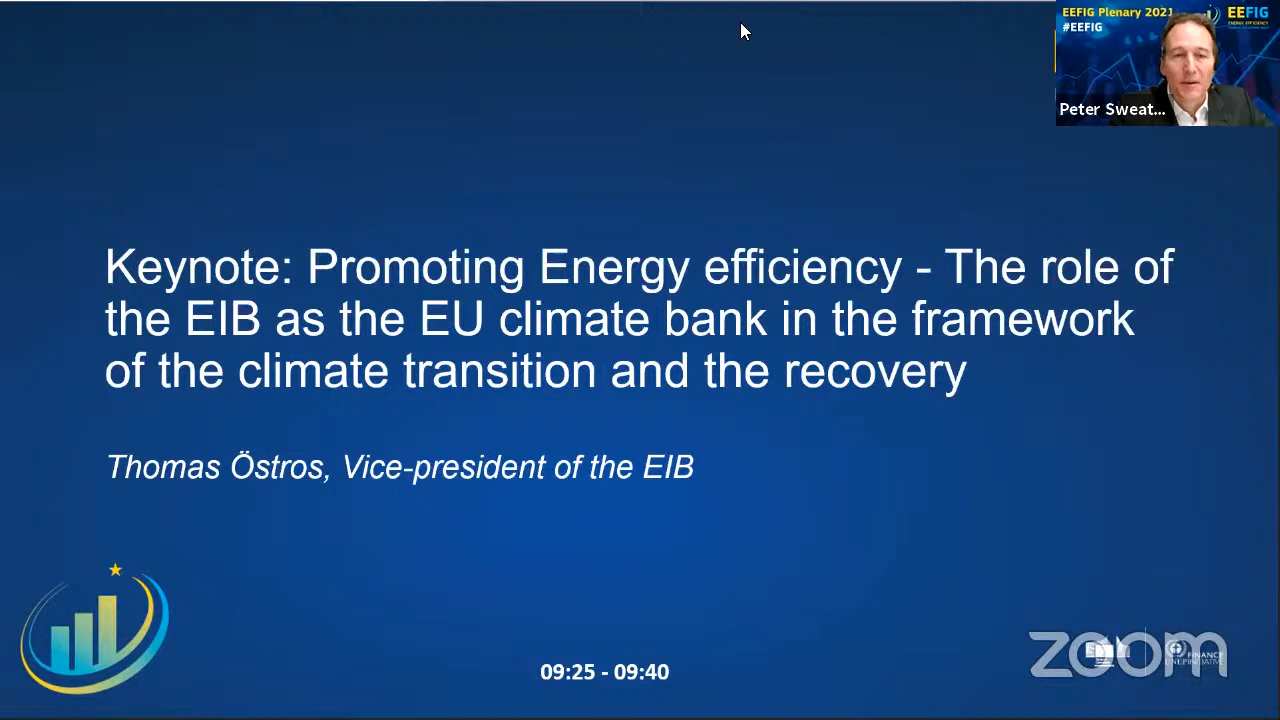 EEFIG Plenary 2021
#EEFIG
EEFIG
Peter Sweat...
Keynote: Promoting Energy efficiency - The role of
the EIB as the EU climate bank in the framework
of the climate transition and the recovery
Thomas Östros, Vice-president of the EIB
09:25 - 09:40
zoom
FINANCE
INITIATIVE